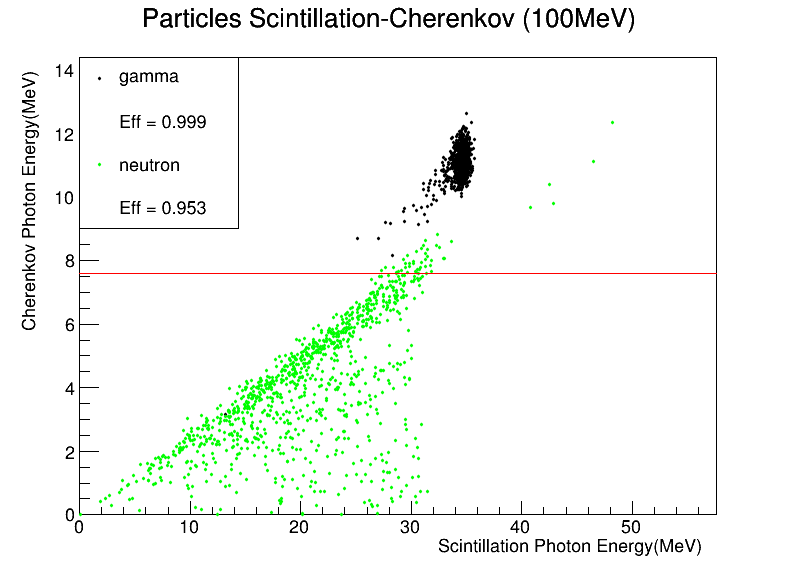 Particles Scintillation-Cherenkov (100MeV)
Cherenkov Photon Energy(MeV)
14
12
10
8
6
4
2
0
gamma
Eff = 0.999
neutron
Eff = 0.953
0 10 20 30 40 50
Scintillation Photon Energy(MeV)